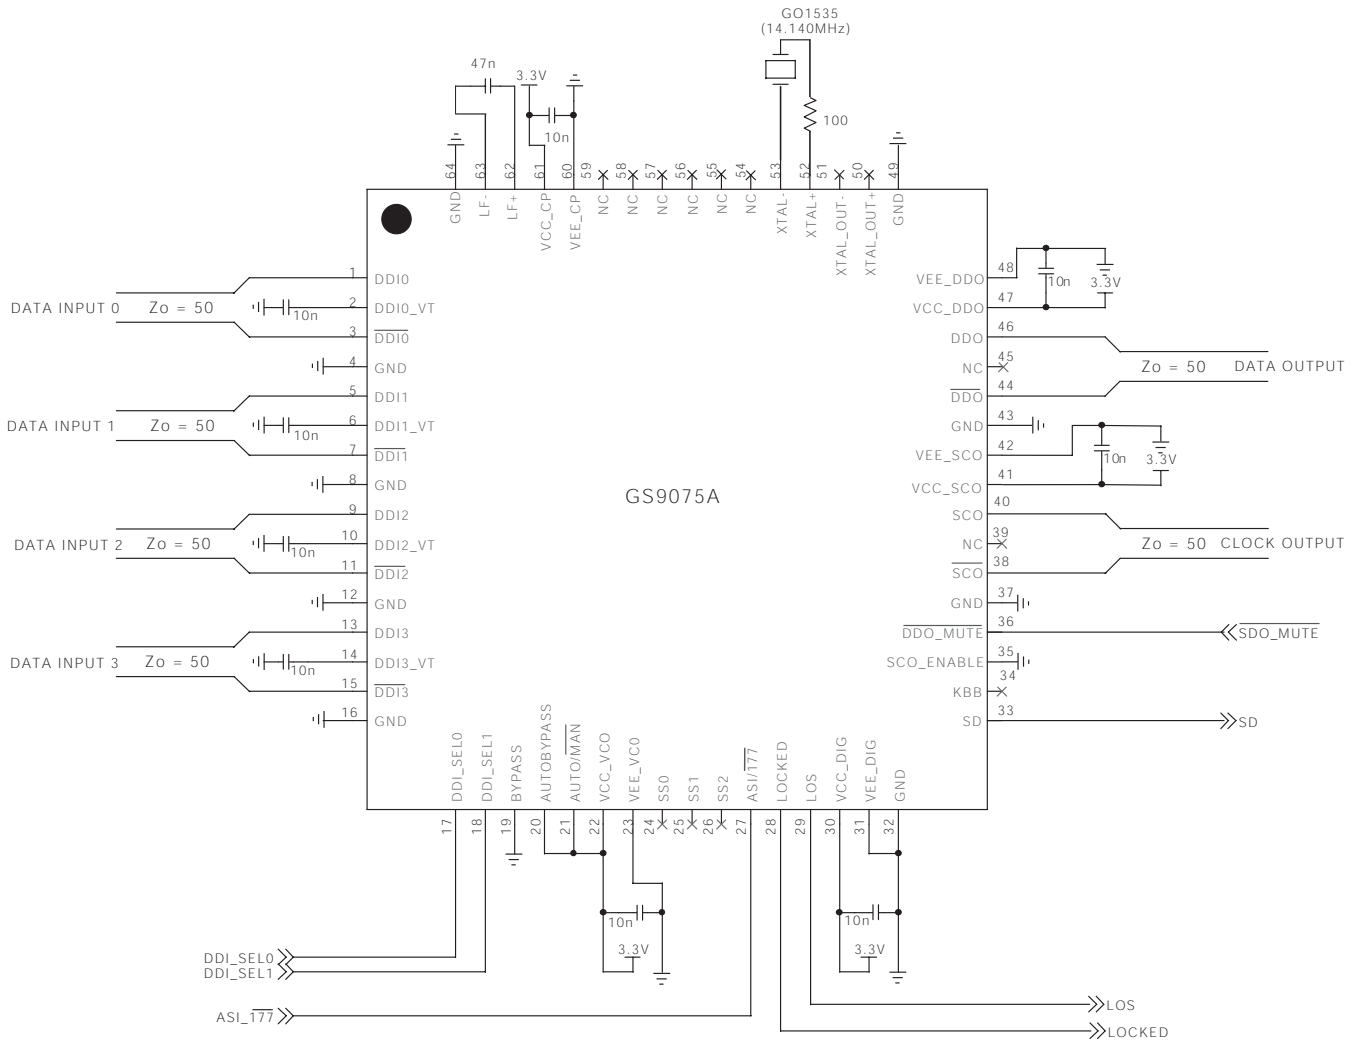 GO1535
(14.140MHz)
47n
3.3V
10n
100
64
63
62
61
60
59
58
57
56
55
54
53
52
51
50
49
GND
LF-
LF+
VCC_CP
VEE_CP
NC
NC
NC
NC
NC
NC
XTAL-
XTAL+
XTAL_OUT-
XTAL_OUT+
GND
DATA INPUT 0 Zo = 50
10n
1 DDI0
2 DDI0_VT
3 DDI0
4 GND
DATA INPUT 1 Zo = 50
10n
5 DDI1
6 DDI1_VT
7 DDI1
8 GND
DATA INPUT 2 Zo = 50
10n
9 DDI2
10 DDI2_VT
11 DDI2
12 GND
DATA INPUT 3 Zo = 50
10n
13 DDI3
14 DDI3_VT
15 DDI3
16 GND
GS9075A
VEE_DDO 48
10n
3.3V
VCC_DDO 47
DDO 46
NC 45
Zo = 50 DATA OUTPUT
DDO 44
GND 43
VEE_SCO 42
10n
3.3V
VCC_SCO 41
SCO 40
NC 39
Zo = 50 CLOCK OUTPUT
SCO 38
GND 37
DDO_MUTE 36
SDO_MUTE
SCO_ENABLE 35
KBB 34
SD 33
SD
DDI_SEL0
DDI_SEL1
BYPASS
AUTOBYPASS
AUTO/MAN
VCC_VCO
VEE_VC0
SS0
SS1
SS2
ASI/177
LOCKED
LOS
VCC_DIG
VEE_DIG
GND
17
18
19
20
21
22
23
24
25
26
27
28
29
30
31
32
10n
3.3V
10n
3.3V
DDI_SEL0
DDI_SEL1
ASI_177
LOS
LOCKED